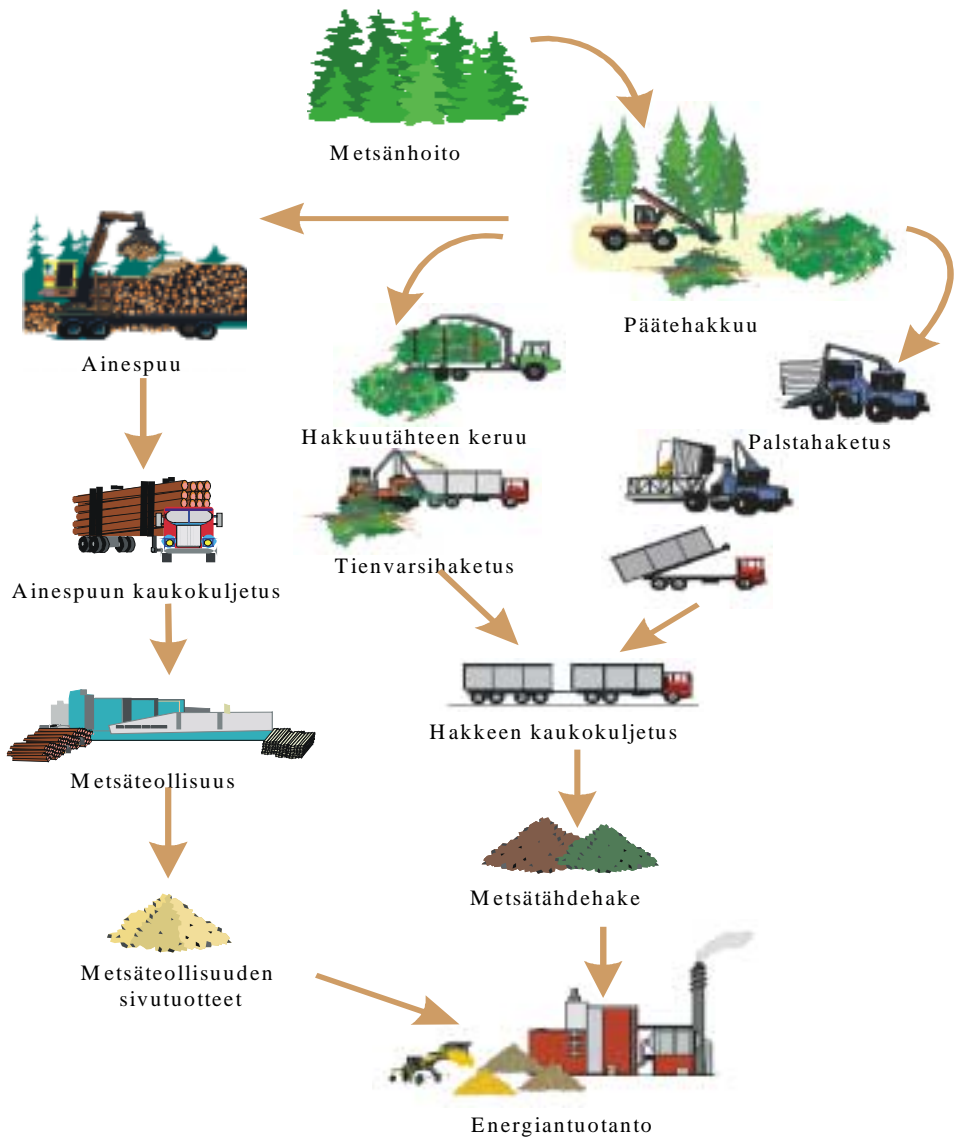 Metsänhoito
Päätehakkuu
Ainespuu
Hakkuutähteen keruu
Palstahaketus
Tienvarsihaketus
Ainespuun kaukokuljetus
Hakkeen kaukokuljetus
Metsäteollisuus
Metsätähdehake
Metsäteollisuuden
sivutuotteet
Energiantuotanto